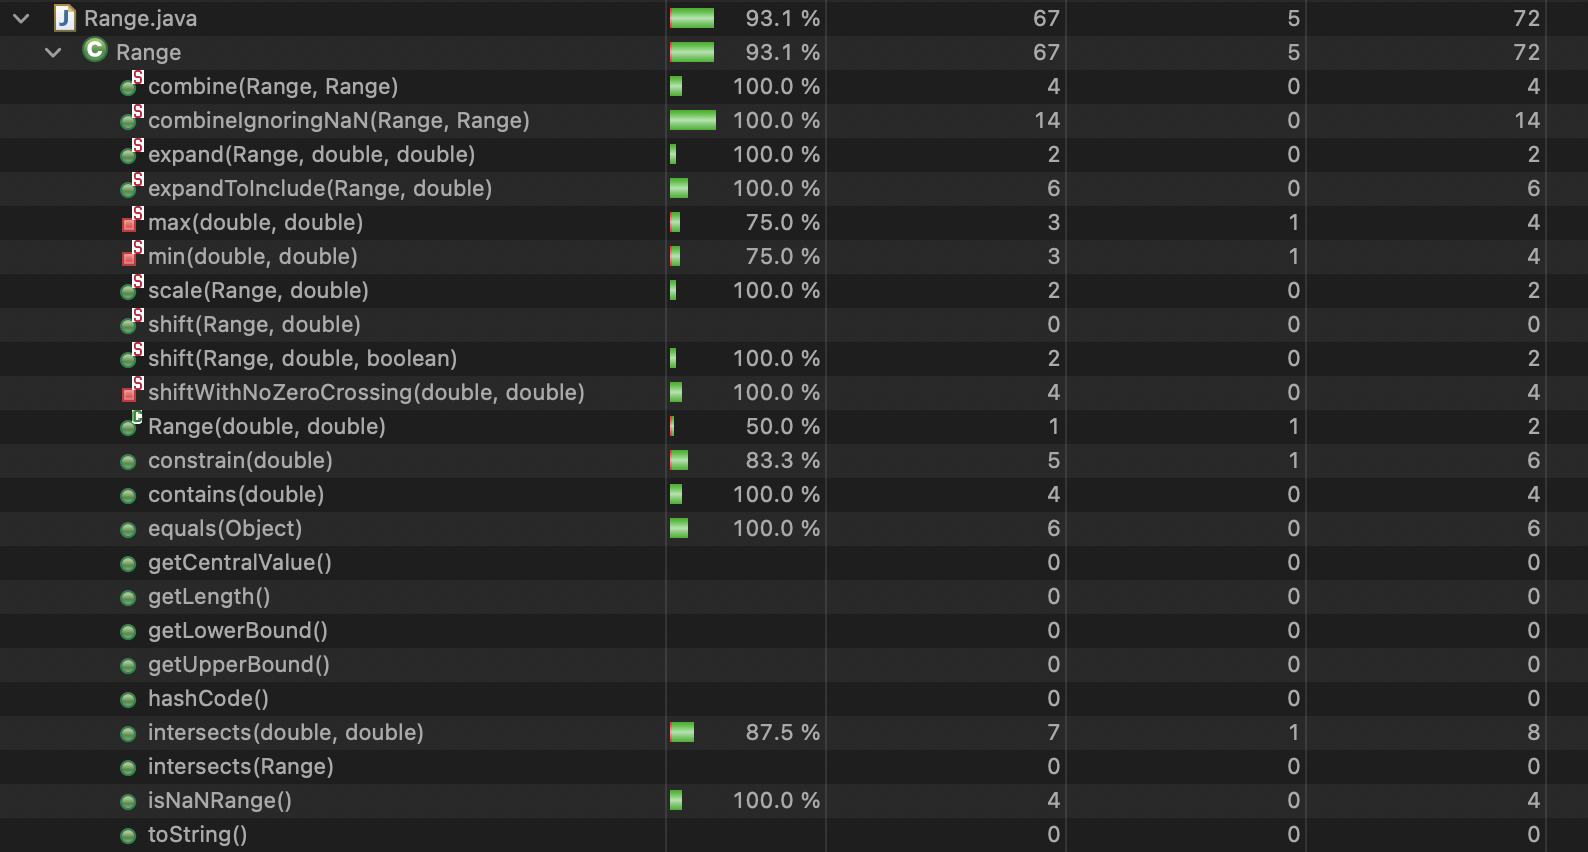 Range.java 93.1 % 67 5 72
Range 93.1 % 67 5 72
combine(Range, Range) 100.0 % 4 0 4
combineIgnoringNaN(Range, Range) 100.0 % 14 0 14
expand(Range, double, double) 100.0 % 2 0 2
expandToInclude(Range, double) 100.0 % 6 0 6
max(double, double) 75.0 % 3 1 4
min(double, double) 75.0 % 3 1 4
scale(Range, double) 100.0 % 2 0 2
shift(Range, double) 0 0 0
shift(Range, double, boolean) 100.0 % 2 0 2
shiftWithNoZeroCrossing(double, double) 100.0 % 4 0 4
Range(double, double) 50.0 % 1 1 2
constrain(double) 83.3 % 5 1 6
contains(double) 100.0 % 4 0 4
equals(Object) 100.0 % 6 0 6
getCentralValue() 0 0 0
getLength() 0 0 0
getLowerBound() 0 0 0
getUpperBound() 0 0 0
hashCode() 0 0 0
intersects(double, double) 87.5 % 7 1 8
intersects(Range) 0 0 0
isNaNRange() 100.0 % 4 0 4
toString() 0 0 0